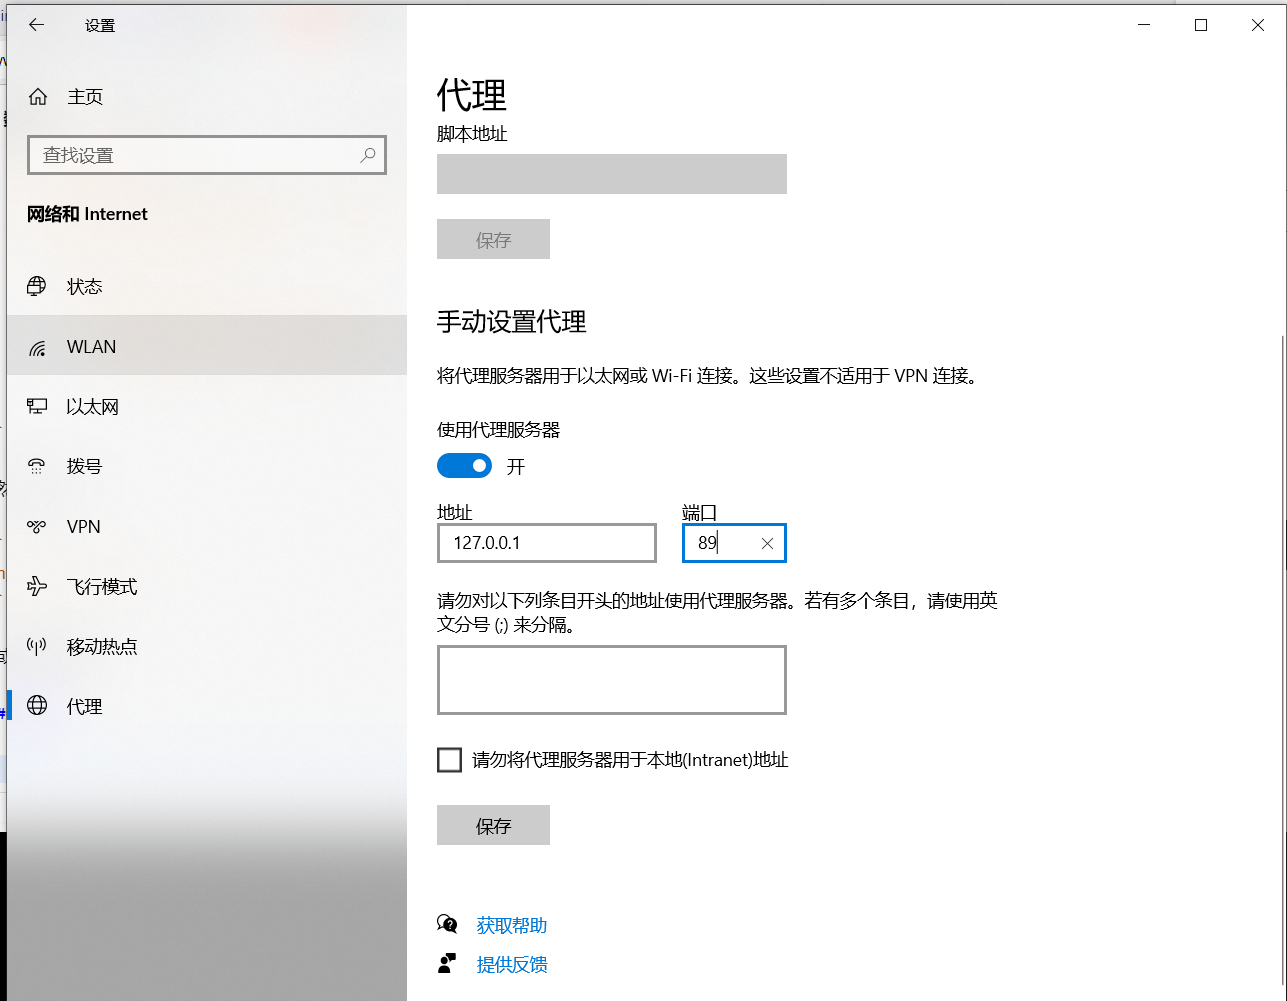 设置
主页
查找设置
网络和 Internet
状态
WLAN
以太网
拨号
VPN
飞行模式
移动热点
代理
代理
脚本地址
保存
手动设置代理
将代理服务器用于以太网或 Wi-Fi 连接。这些设置不适用于 VPN 连接。
使用代理服务器
开
地址
端口
127.0.0.1
89
请勿对以下列条目开头的地址使用代理服务器。若有多个条目，请使用英
文分号 (;) 来分隔。
请勿将代理服务器用于本地(Intranet)地址
保存
获取帮助
提供反馈